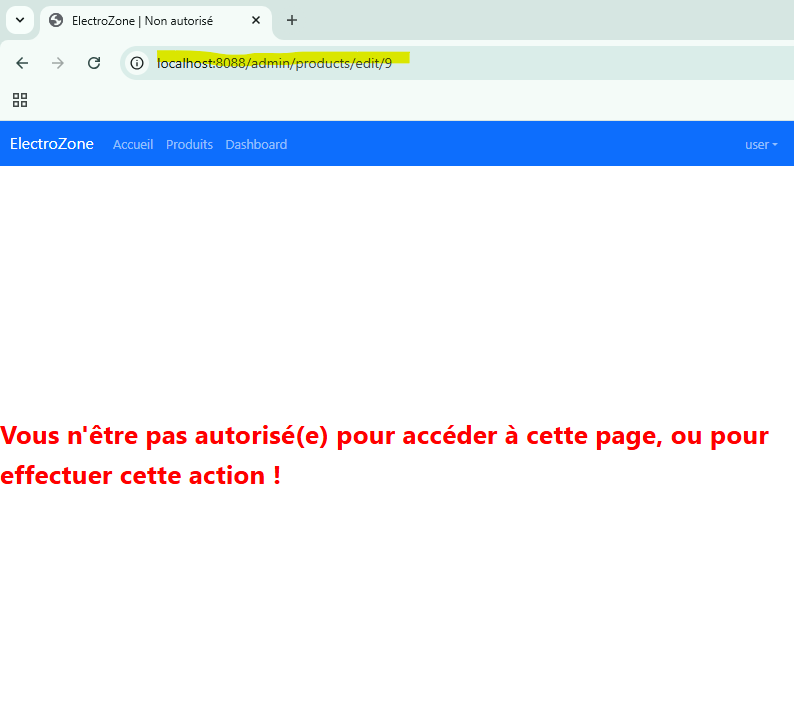 ElectroZone | Non autorisé
localhost:8088/admin/products/edit/9
ElectroZone Accueil Produits Dashboard user
Vous n'être pas autorisé(e) pour accéder à cette page, ou pour
effectuer cette action !